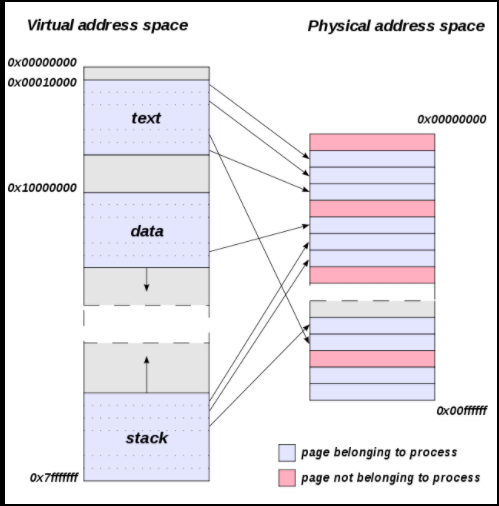 Virtual address space
Physical address space
0x00000000
0x00010000
text
0x10000000
data
stack
0x7fffffff
0x00000000
0x00ffffff
page belonging to process
page not belonging to process